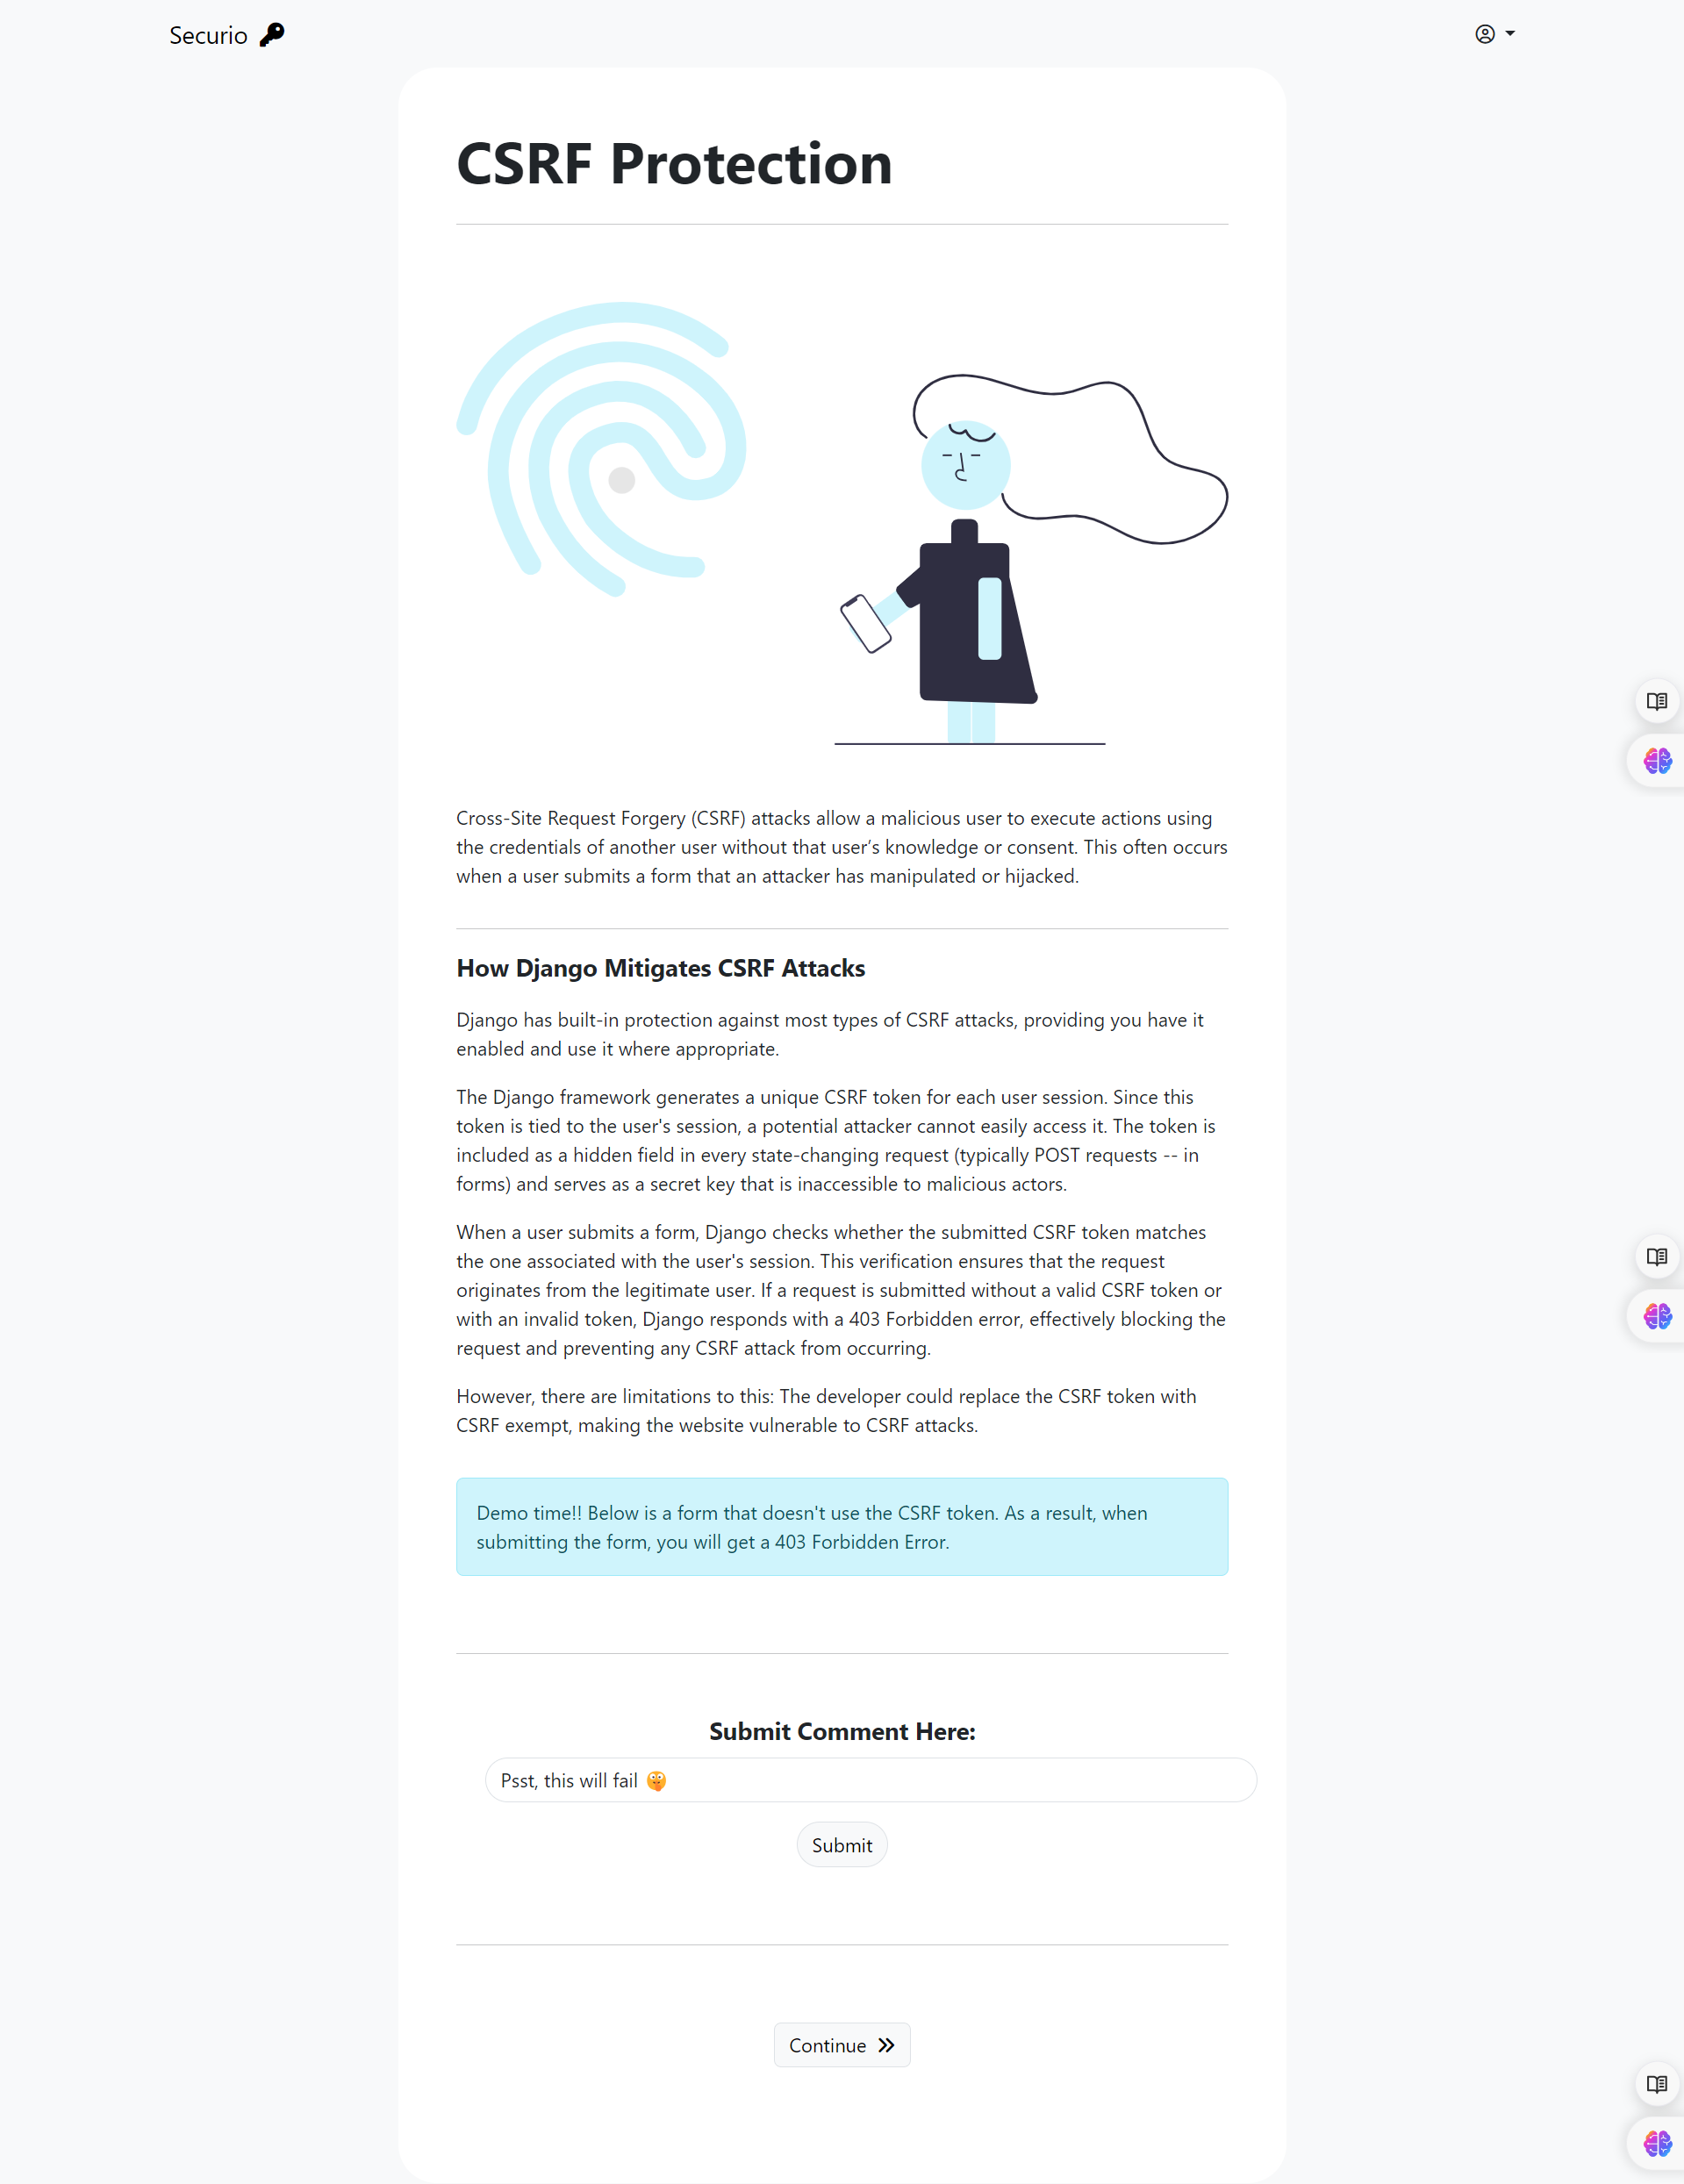 Securio
CSRF Protection
Cross-Site Request Forgery (CSRF) attacks allow a malicious user to execute actions using
the credentials of another user without that user’s knowledge or consent. This often occurs
when a user submits a form that an attacker has manipulated or hijacked.
How Django Mitigates CSRF Attacks
Django has built-in protection against most types of CSRF attacks, providing you have it
enabled and use it where appropriate.
The Django framework generates a unique CSRF token for each user session. Since this
token is tied to the user's session, a potential attacker cannot easily access it. The token is
included as a hidden field in every state-changing request (typically POST requests -- in
forms) and serves as a secret key that is inaccessible to malicious actors.
When a user submits a form, Django checks whether the submitted CSRF token matches
the one associated with the user's session. This verification ensures that the request
originates from the legitimate user. If a request is submitted without a valid CSRF token or
with an invalid token, Django responds with a 403 Forbidden error, effectively blocking the
request and preventing any CSRF attack from occurring.
However, there are limitations to this: The developer could replace the CSRF token with
CSRF exempt, making the website vulnerable to CSRF attacks.
Demo time!! Below is a form that doesn't use the CSRF token. As a result, when
submitting the form, you will get a 403 Forbidden Error.
Submit Comment Here:
Psst, this will fail
Submit
Continue